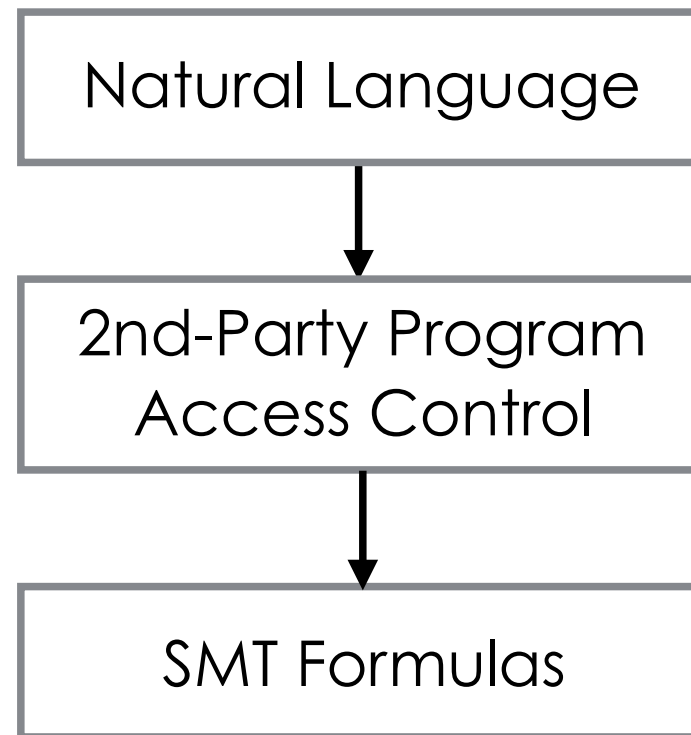 Natural Language
2nd-Party Program
Access Control
SMT Formulas